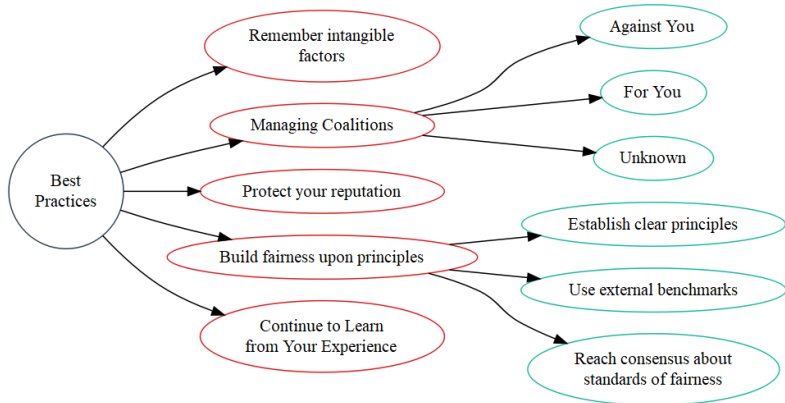 Best
Practices
Remember intangible
factors
Managing Coalitions
Against You
For You
Unknown
Protect your reputation
Build fairness upon principles
Establish clear principles
Use external benchmarks
Reach consensus about
standards of fairness
Continue to Learn
from Your Experience